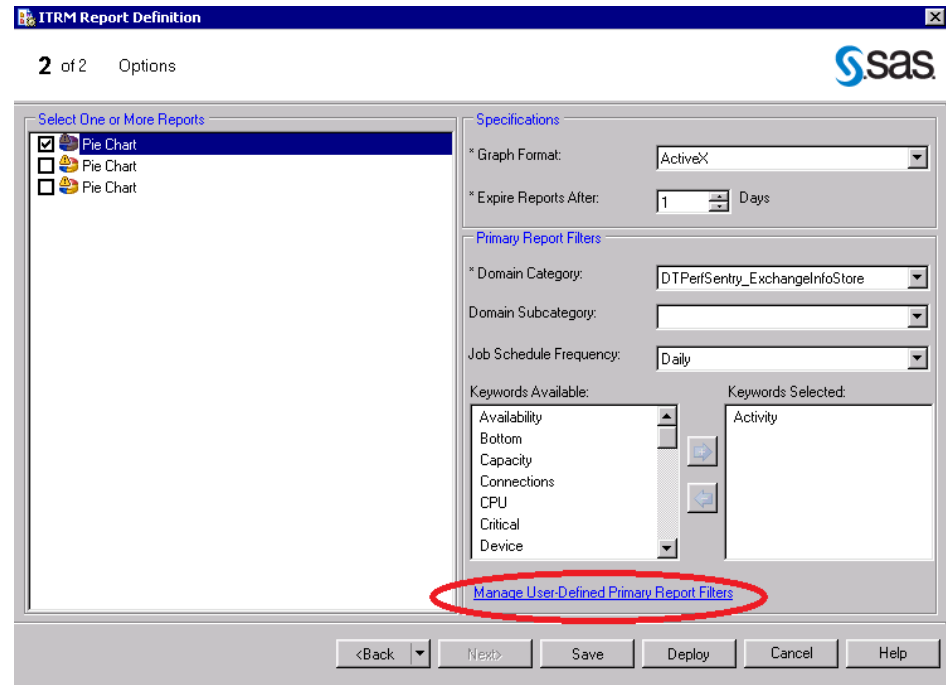 ITRM Report Definition
2 of 2 Options
sas
Select One or More Reports
Pie Chart
Pie Chart
Pie Chart
Specifications
* Graph Format:
ActiveX
* Expire Reports After:
1
Days
Primary Report Filters
* Domain Category:
DTPerfSentry_ExchangeInfoStore
Domain Subcategory:
Job Schedule Frequency:
Daily
Keywords Available:
Availability
Bottom
Capacity
Connections
CPU
Critical
Device
Keywords Selected:
Activity
Manage User-Defined Primary Report Filters
<Back
Next>
Save
Deploy
Cancel
Help